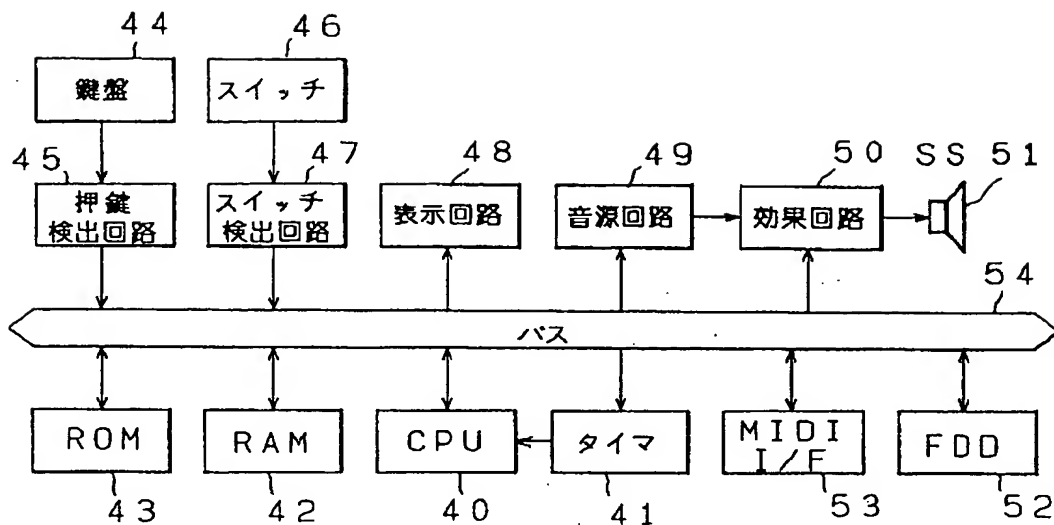 44
46
鍵盤
スイッチ
45
47
48
49
50
SS
51
押鍵
検出回路
スイッチ
検出回路
表示回路
音源回路
効果回路
54
バス
ROM
RAM
CPU
タイマ
MIDI
I/F
FDD
43
42
40
41
53
52